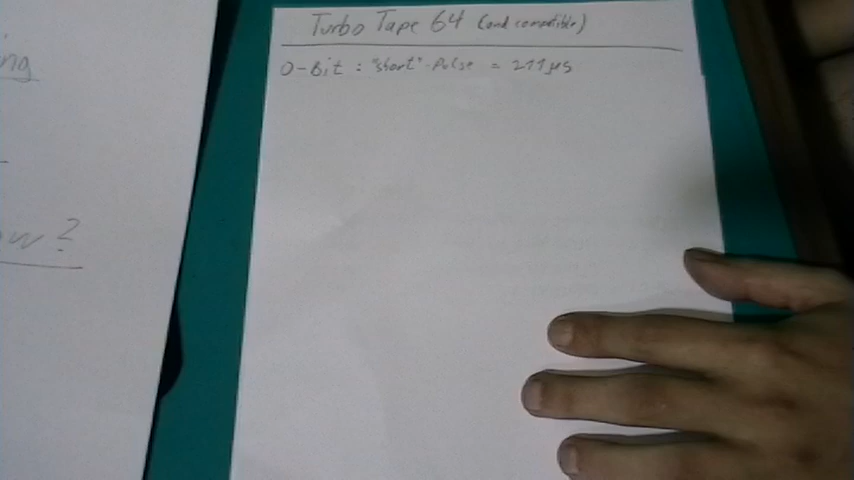 ng
w?
Turbo Tape 64 (and compatible)
0-Bit : "short"-Pulse = 211µs